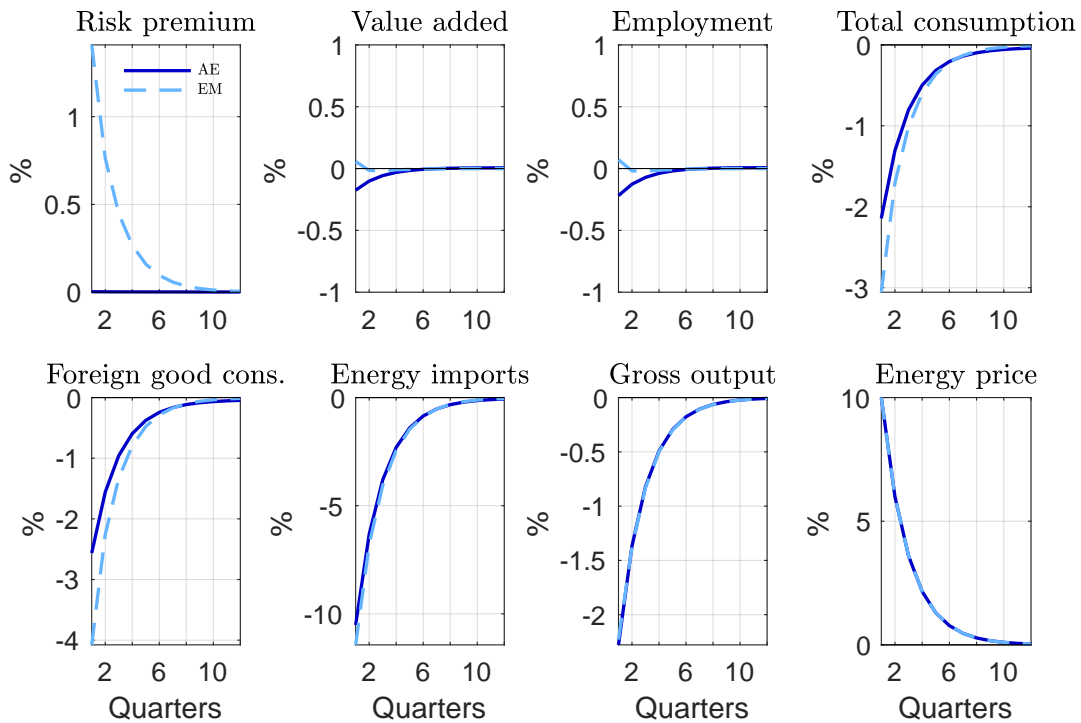 Risk premium
Value added
Employment
Total consumption
AE
EM
%
1
0.5
0
2 6 10
%
1
0.5
0
-0.5
-1
2 6 10
%
1
0.5
0
-0.5
-1
2 6 10
%
0
-1
-2
-3
2 6 10
Foreign good cons.
Energy imports
Gross output
Energy price
%
0
-1
-2
-3
-4
2 6 10
Quarters
%
0
-5
-10
2 6 10
Quarters
%
0
-0.5
-1
-1.5
-2
2 6 10
Quarters
%
10
5
0
2 6 10
Quarters